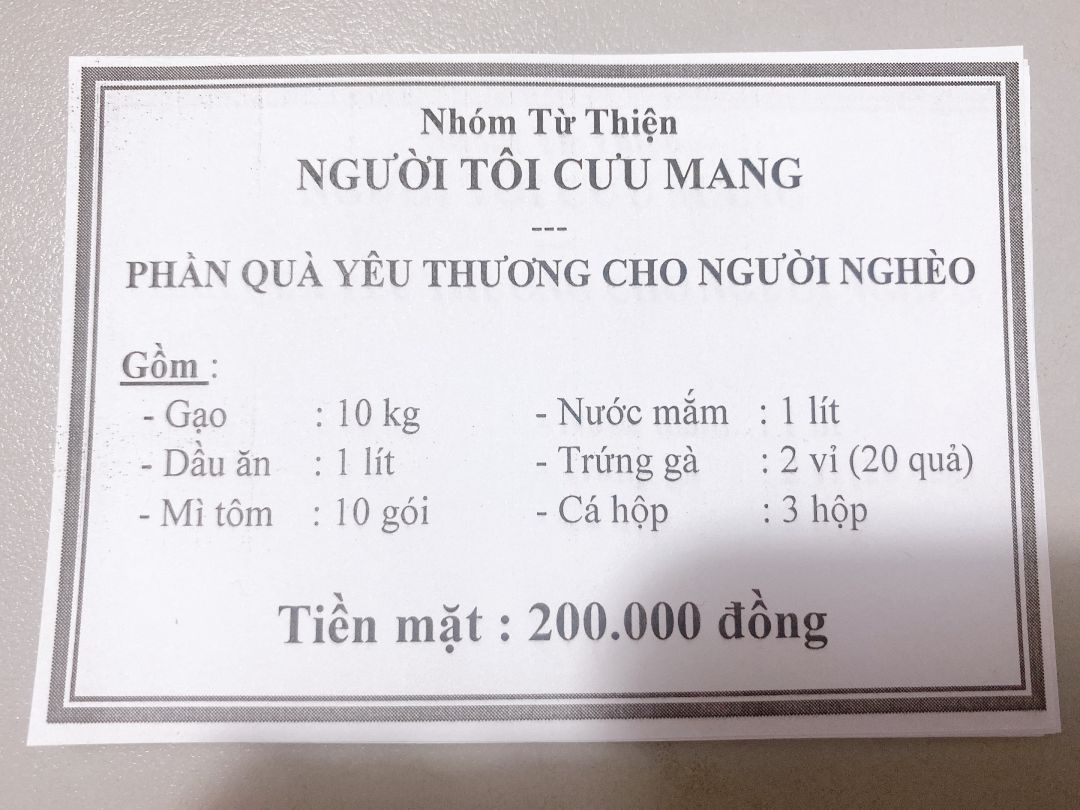 Nhóm Từ Thiện
NGƯỜI TÔI CƯU MANG
---
PHẦN QUÀ YÊU THƯƠNG CHO NGƯỜI NGHÈO
Gồm :
- Gạo : 10 kg - Nước mắm : 1 lít
- Dầu ăn : 1 lít - Trứng gà : 2 vỉ (20 quả)
- Mì tôm : 10 gói - Cá hộp : 3 hộp
Tiền mặt : 200.000 đồng